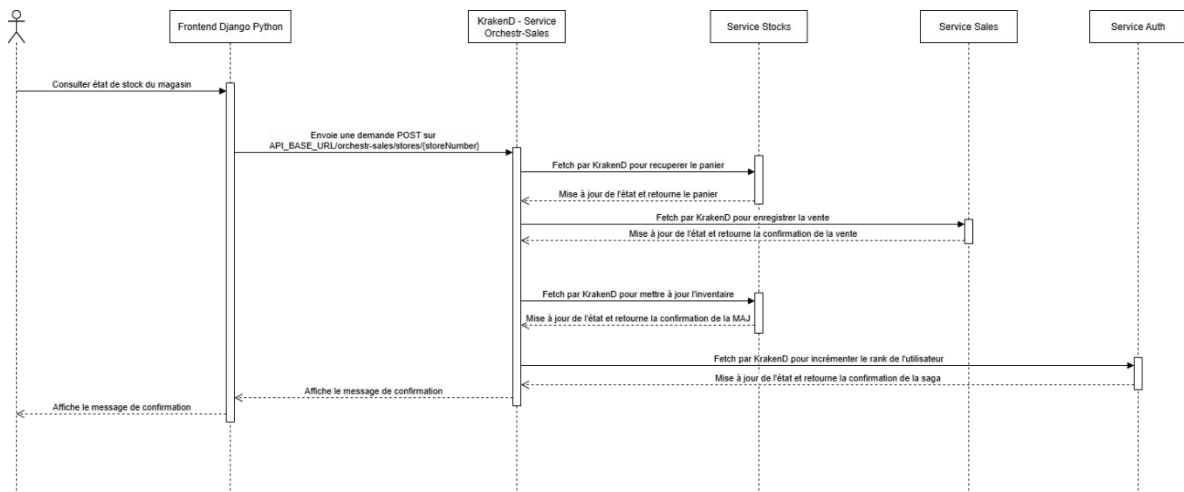 Frontend Django Python
KrakenD - Service
Orchestr-Sales
Service Stocks
Service Sales
Service Auth
Consulter état de stock du magasin
Envoie une demande POST sur
API_BASE_URL/orchestr-sales/stores/{storeNumber}
Fetch par KrakenD pour recuperer le panier
Mise à jour de l'état et retourne le panier
Fetch par KrakenD pour enregistrer la vente
Mise à jour de l'état et retourne la confirmation de la vente
Fetch par KrakenD pour mettre à jour l'inventaire
Mise à jour de l'état et retourne la confirmation de la MAJ
Fetch par KrakenD pour incrémenter le rank de l'utilisateur
Mise à jour de l'état et retourne la confirmation de la saga
Affiche le message de confirmation
Affiche le message de confirmation